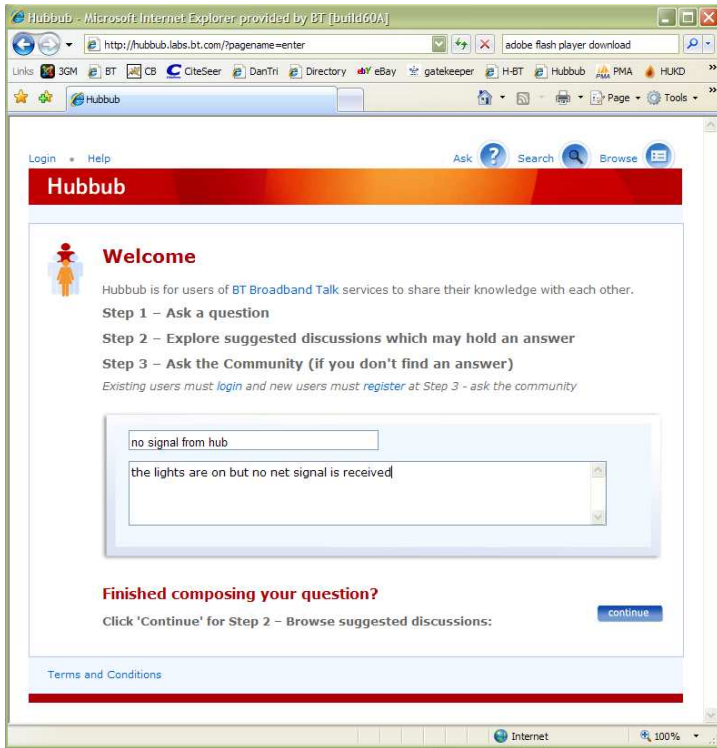 Hubbub - Microsoft Internet Explorer provided by BT [build60A]
http://hubbub.labs.bt.com/?pagename=enter
adobe flash player download
Links 3GM BT CB CiteSeer DanTri Directory eBay gatekeeper H-BT Hubbub PMA HUKD »
Hubbub Page Tools »
Login Help Ask Search Browse
Hubbub
Welcome
Hubbub is for users of BT Broadband Talk services to share their knowledge with each other.
Step 1 – Ask a question
Step 2 – Explore suggested discussions which may hold an answer
Step 3 – Ask the Community (if you don't find an answer)
Existing users must login and new users must register at Step 3 - ask the community
no signal from hub
the lights are on but no net signal is received
Finished composing your question?
continue
Click 'Continue' for Step 2 – Browse suggested discussions:
Terms and Conditions
Internet 100%